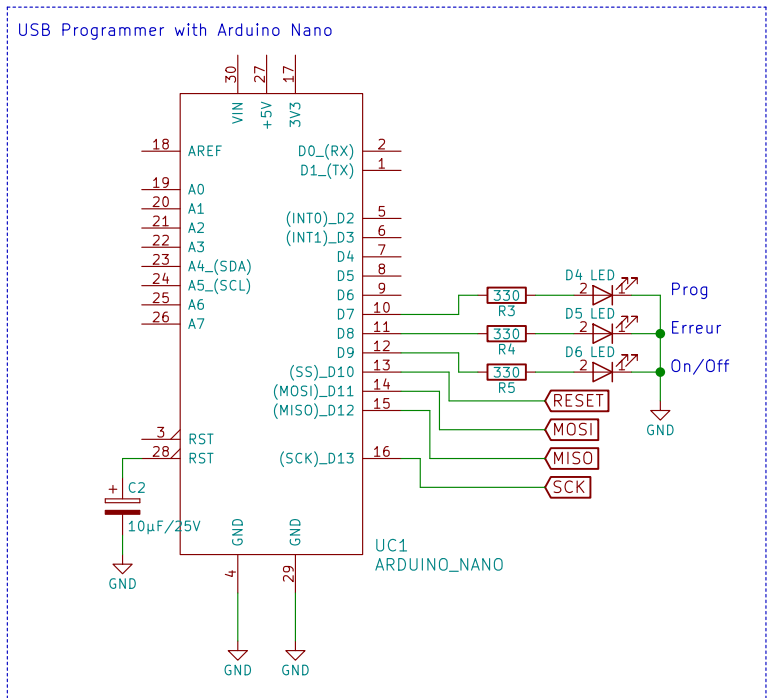 USB Programmer with Arduino Nano
30
27
17
VIN
+5V
3V3
18 AREF
D0_(RX) 2
D1_(TX) 1
19 A0
20 A1
21 A2
22 A3
23 A4_(SDA)
24 A5_(SCL)
25 A6
26 A7
(INT0)_D2 5
(INT1)_D3 6
D4 7
D5 8
D6 9
D7 10
D8 11
D9 12
(SS)_D10 13
(MOSI)_D11 14
(MISO)_D12 15
(SCK)_D13 16
330
R3
330
R4
330
R5
D4 LED
2 1
Prog
D5 LED
2 1
Erreur
D6 LED
2 1
On/Off
GND
RESET
MOSI
MISO
SCK
3 RST
28 RST
+ C2
10µF/25V
GND
GND
GND
4
29
UC1
ARDUINO_NANO
GND
GND